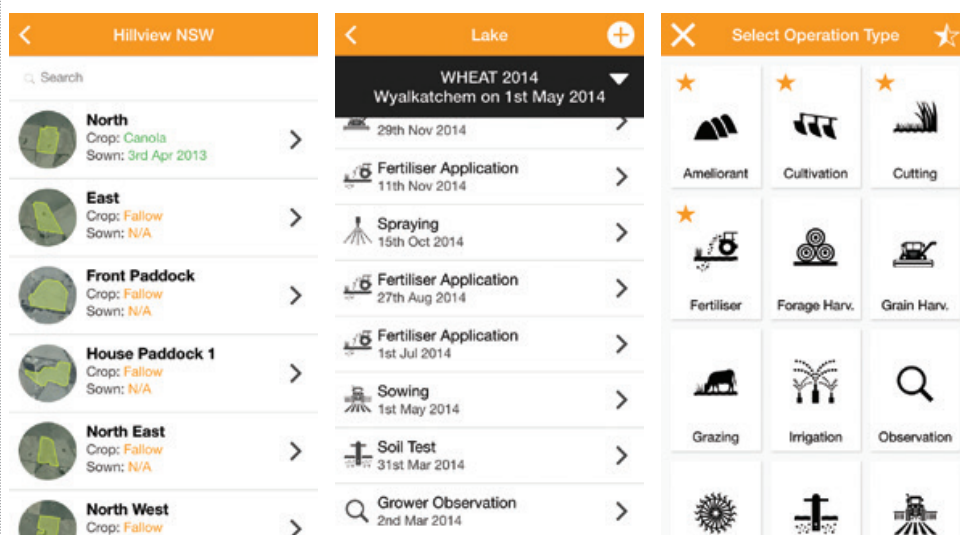 Hillview NSW
Search
North
Crop: Canola
Sown: 3rd Apr 2013
East
Crop: Fallow
Sown: N/A
Front Paddock
Crop: Fallow
Sown: N/A
House Paddock 1
Crop: Fallow
Sown: N/A
North East
Crop: Fallow
Sown: N/A
North West
Crop: Fallow
Lake
WHEAT 2014
Wyalkatchem on 1st May 2014
29th Nov 2014
Fertiliser Application
11th Nov 2014
Spraying
15th Oct 2014
Fertiliser Application
27th Aug 2014
Fertiliser Application
1st Jul 2014
Sowing
1st May 2014
Soil Test
31st Mar 2014
Grower Observation
2nd Mar 2014
Select Operation Type
Ameliorant Cultivation Cutting
Fertiliser Forage Harv. Grain Harv.
Grazing Irrigation Observation